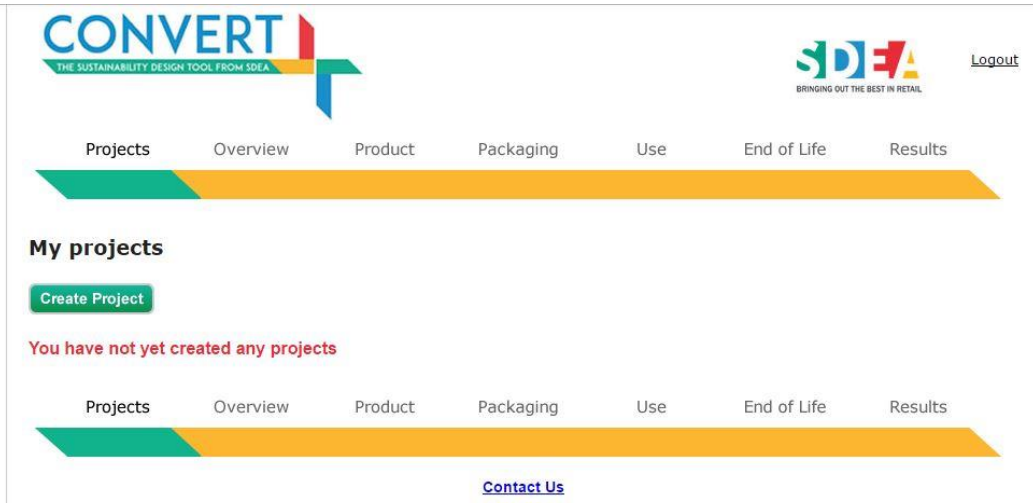 CONVERT
THE SUSTAINABILITY DESIGN TOOL FROM SDEA
SDEA
BRINGING OUT THE BEST IN RETAIL
Logout
Projects Overview Product Packaging Use End of Life Results
My projects
Create Project
You have not yet created any projects
Projects Overview Product Packaging Use End of Life Results
Contact Us